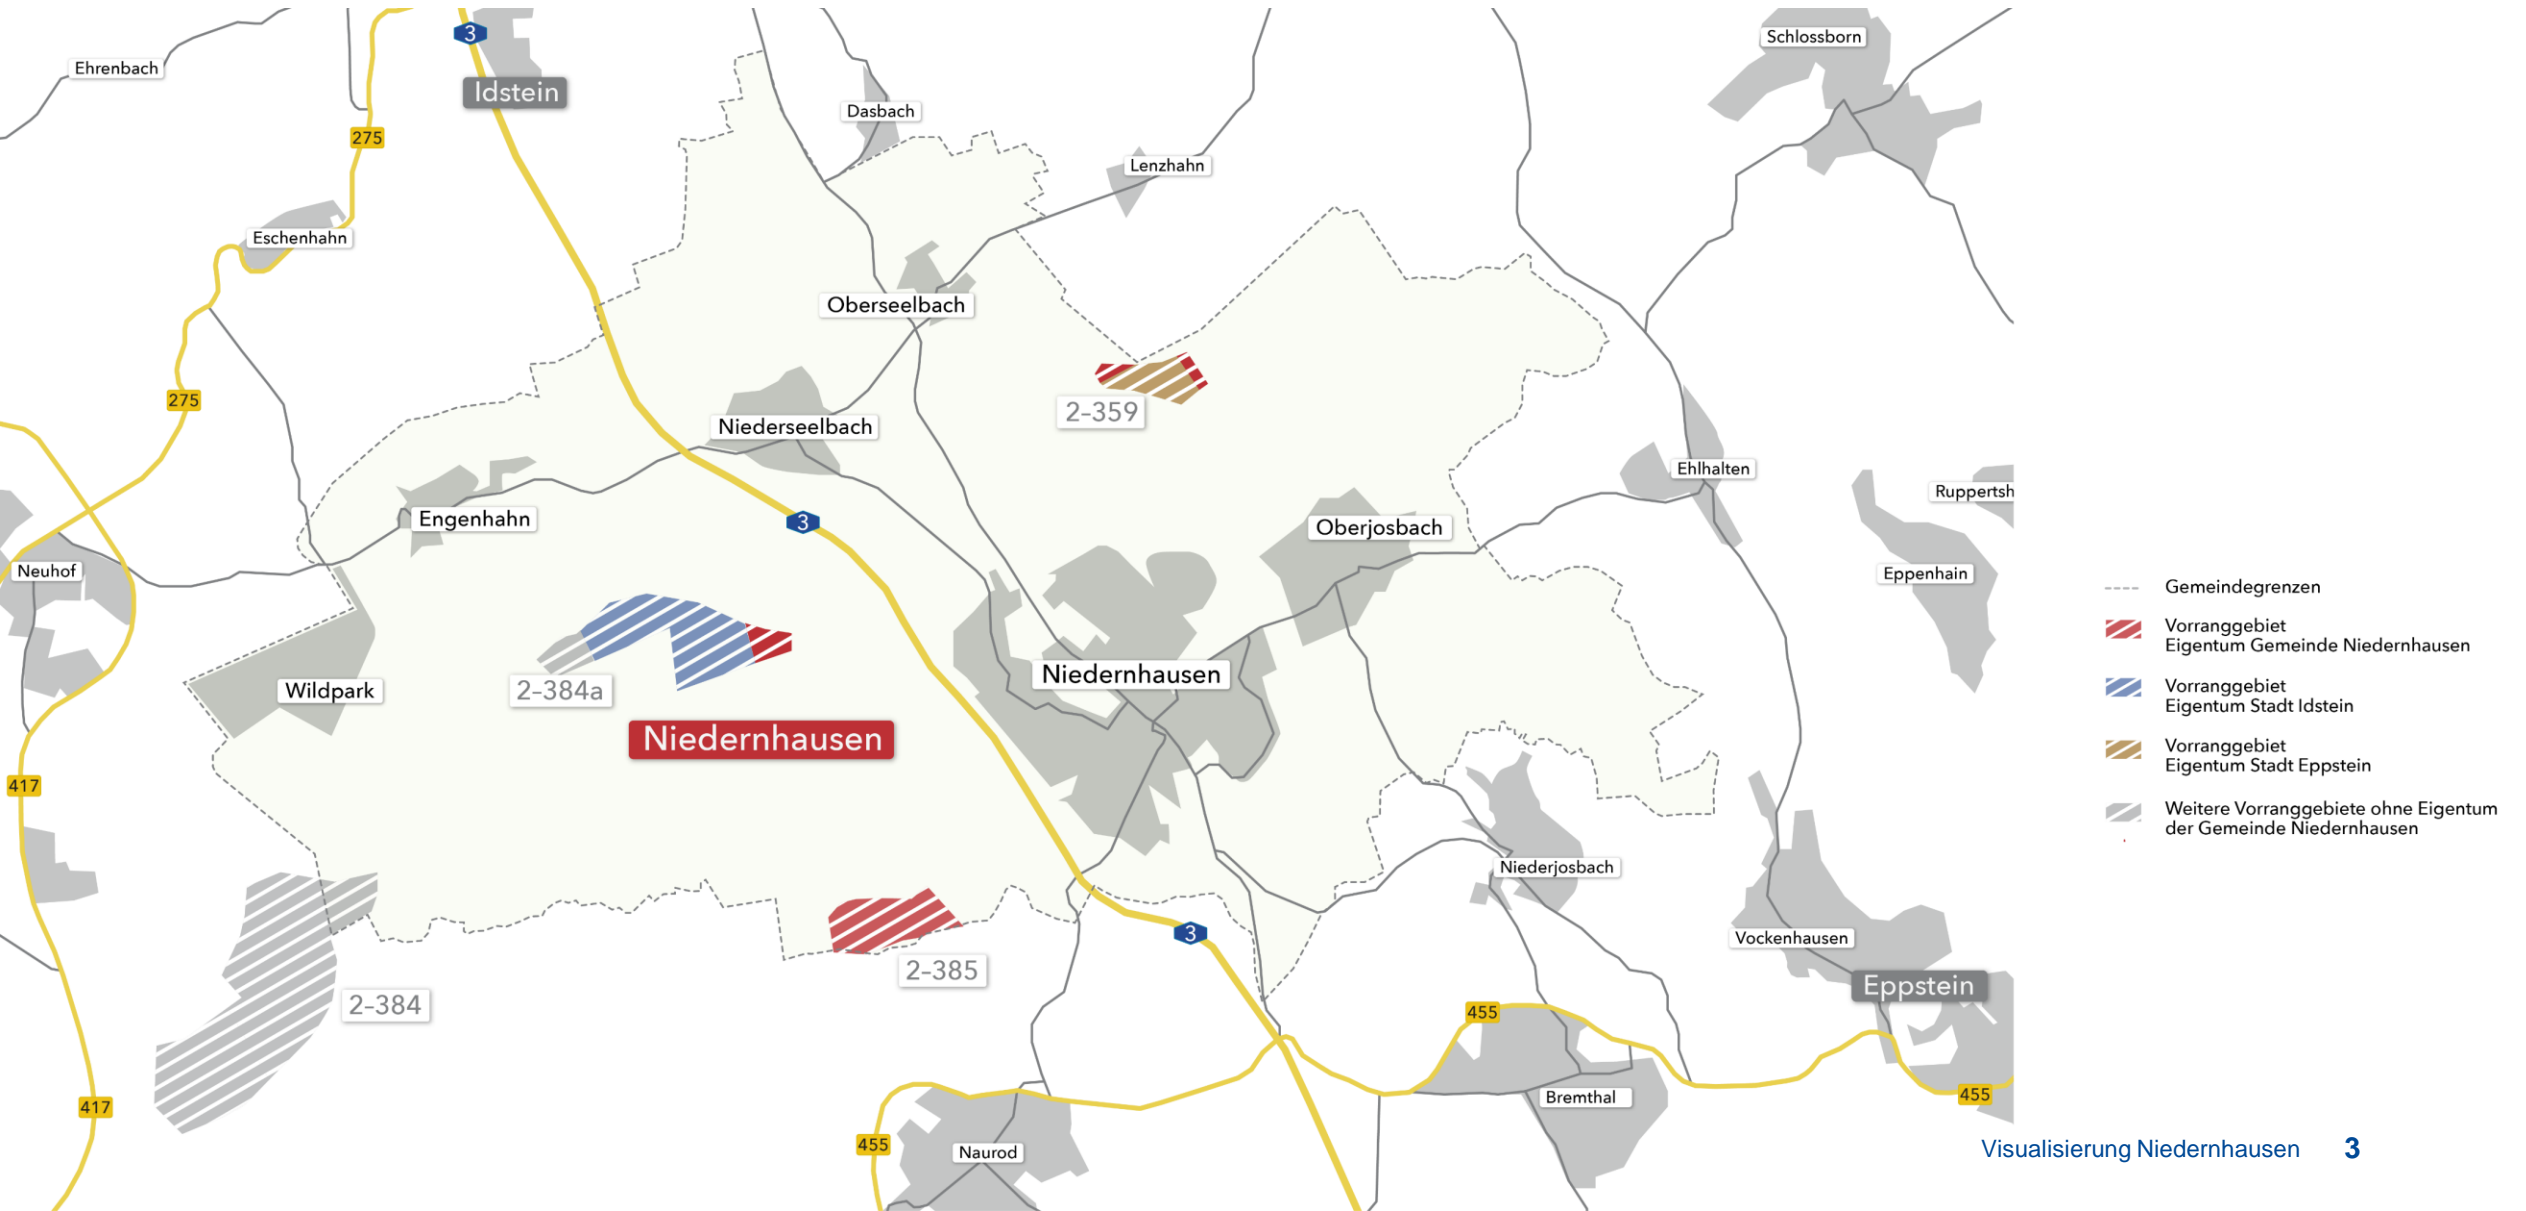 3
Schlossborn
Ehrenbach
Idstein
Dasbach
275
Lenzhahn
Eschenhahn
Oberseelbach
275
2-359
Niederseelbach
Ehlhalten
Ruppertsh
Engenhahn
3
Oberjosbach
Neuhof
Eppenhain
Wildpark
2-384a
Niedernhausen
Niedernhausen
417
Niederjosbach
3
Vockenhausen
2-385
Eppstein
2-384
455
417
455
Bremthal
455
Naurod
Gemeindegrenzen
Vorranggebiet
Eigentum Gemeinde Niedernhausen
Vorranggebiet
Eigentum Stadt Idstein
Vorranggebiet
Eigentum Stadt Eppstein
Weitere Vorranggebiete ohne Eigentum
der Gemeinde Niedernhausen
Visualisierung Niedernhausen 3